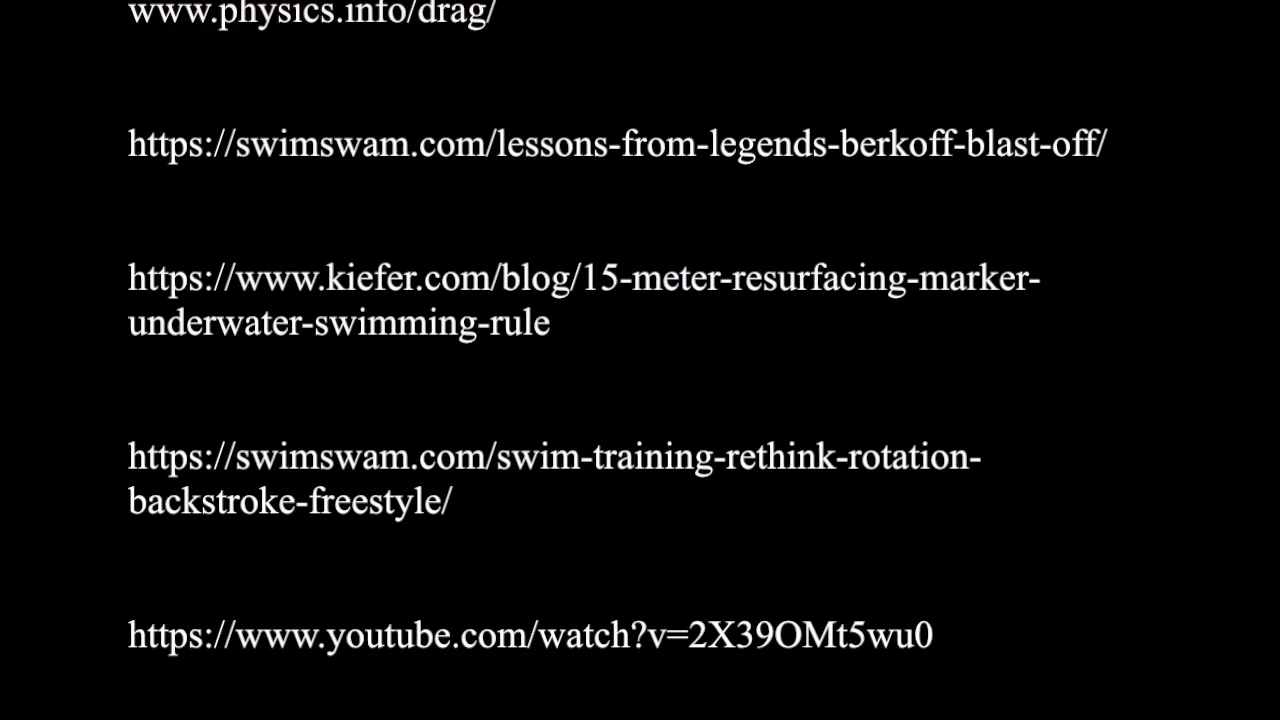 www.physics.info/drag/
https://swimswam.com/lessons-from-legends-berkoff-blast-off/
https://www.kiefer.com/blog/15-meter-resurfacing-marker-
underwater-swimming-rule
https://swimswam.com/swim-training-rethink-rotation-
backstroke-freestyle/
https://www.youtube.com/watch?v=2X39OMt5wu0